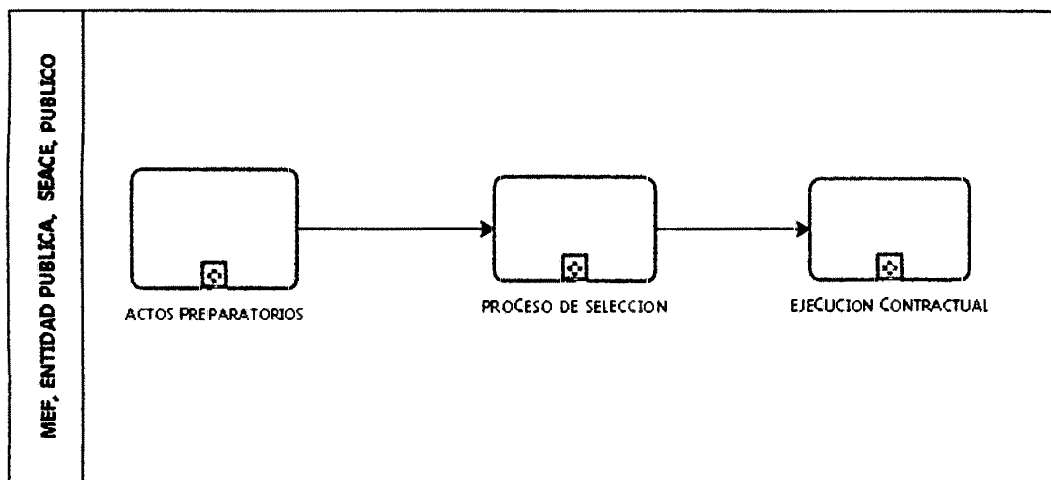 MEF, ENTIDAD PUBLICA, SEACE, PUBLICO
ACTOS PREPARATORIOS
PROCESO DE SELECCION
EJECUCION CONTRACTUAL